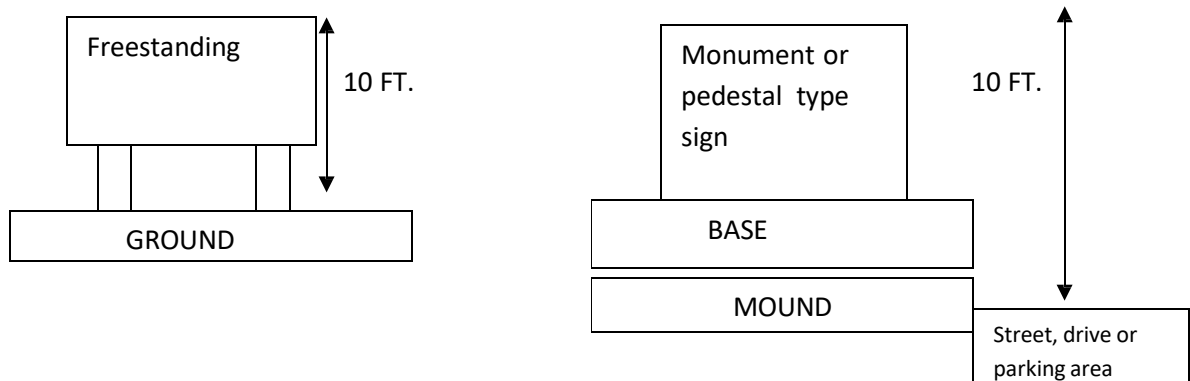 Freestanding
10 FT.
GROUND
Monument or
pedestal type
sign
10 FT.
BASE
MOUND
Street, drive or
parking area